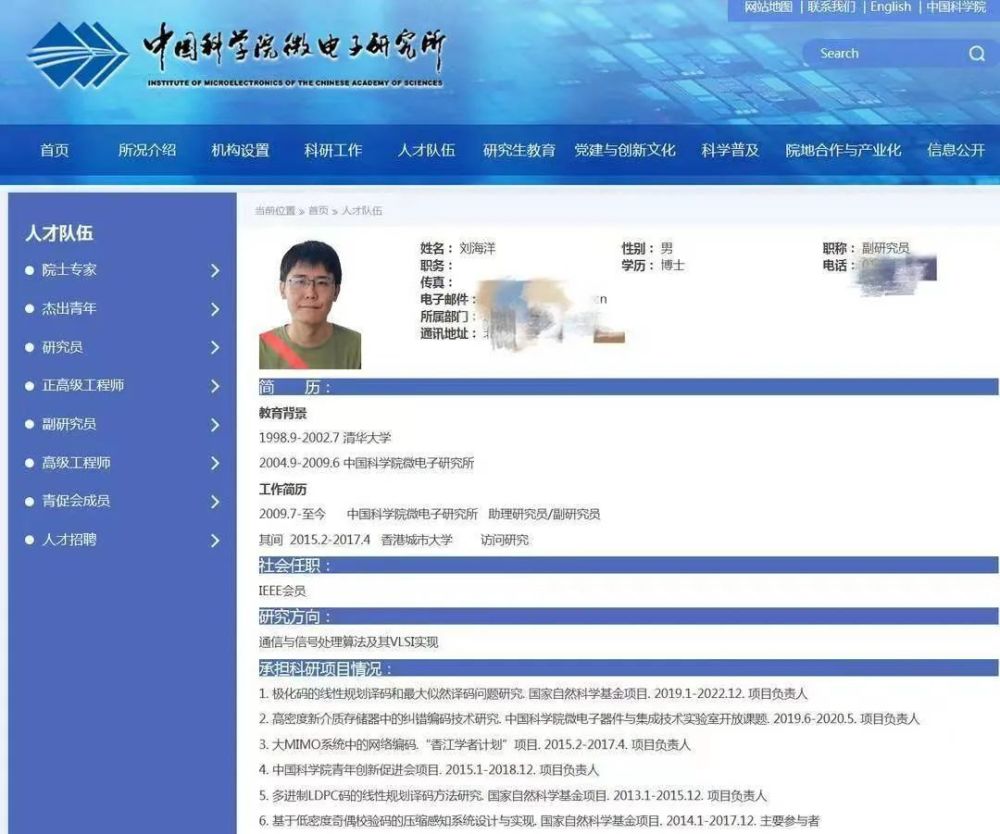 网站地图 | 联系我们 | English | 中国科学院
中国科学院微电子研究所
INSTITUTE OF MICROELECTRONICS OF THE CHINESE ACADEMY OF SCIENCES
Search
首页 所况介绍 机构设置 科研工作 人才队伍 研究生教育 党建与创新文化 科学普及 院地合作与产业化 信息公开
人才队伍
院士专家
杰出青年
研究员
正高级工程师
副研究员
高级工程师
青促会成员
人才招聘
当前位置 » 首页 » 人才队伍
姓名: 刘海洋 性别: 男 职称: 副研究员
职务: 学历: 博士 电话:
传真:
电子邮件:
所属部门:
通讯地址:
简 历:
教育背景
1998.9-2002.7 清华大学
2004.9-2009.6 中国科学院微电子研究所
工作简历
2009.7-至今 中国科学院微电子研究所 助理研究员/副研究员
其间 2015.2-2017.4 香港城市大学 访问研究
社会任职:
IEEE会员
研究方向:
通信与信号处理算法及其VLSI实现
承担科研项目情况:
1. 极化码的线性规划译码和最大似然译码问题研究. 国家自然科学基金项目. 2019.1-2022.12. 项目负责人
2. 高密度新介质存储器中的纠错编码技术研究. 中国科学院微电子器件与集成技术实验室开放课题. 2019.6-2020.5. 项目负责人
3. 大MIMO系统中的网络编码. “香江学者计划” 项目. 2015.2-2017.4. 项目负责人
4. 中国科学院青年创新促进会项目. 2015.1-2018.12. 项目负责人
5. 多进制LDPC码的线性规划译码方法研究. 国家自然科学基金项目. 2013.1-2015.12. 项目负责人
6. 基于低密度奇偶校验码的压缩感知系统设计与实现. 国家自然科学基金项目. 2014.1-2017.12. 主要参与者